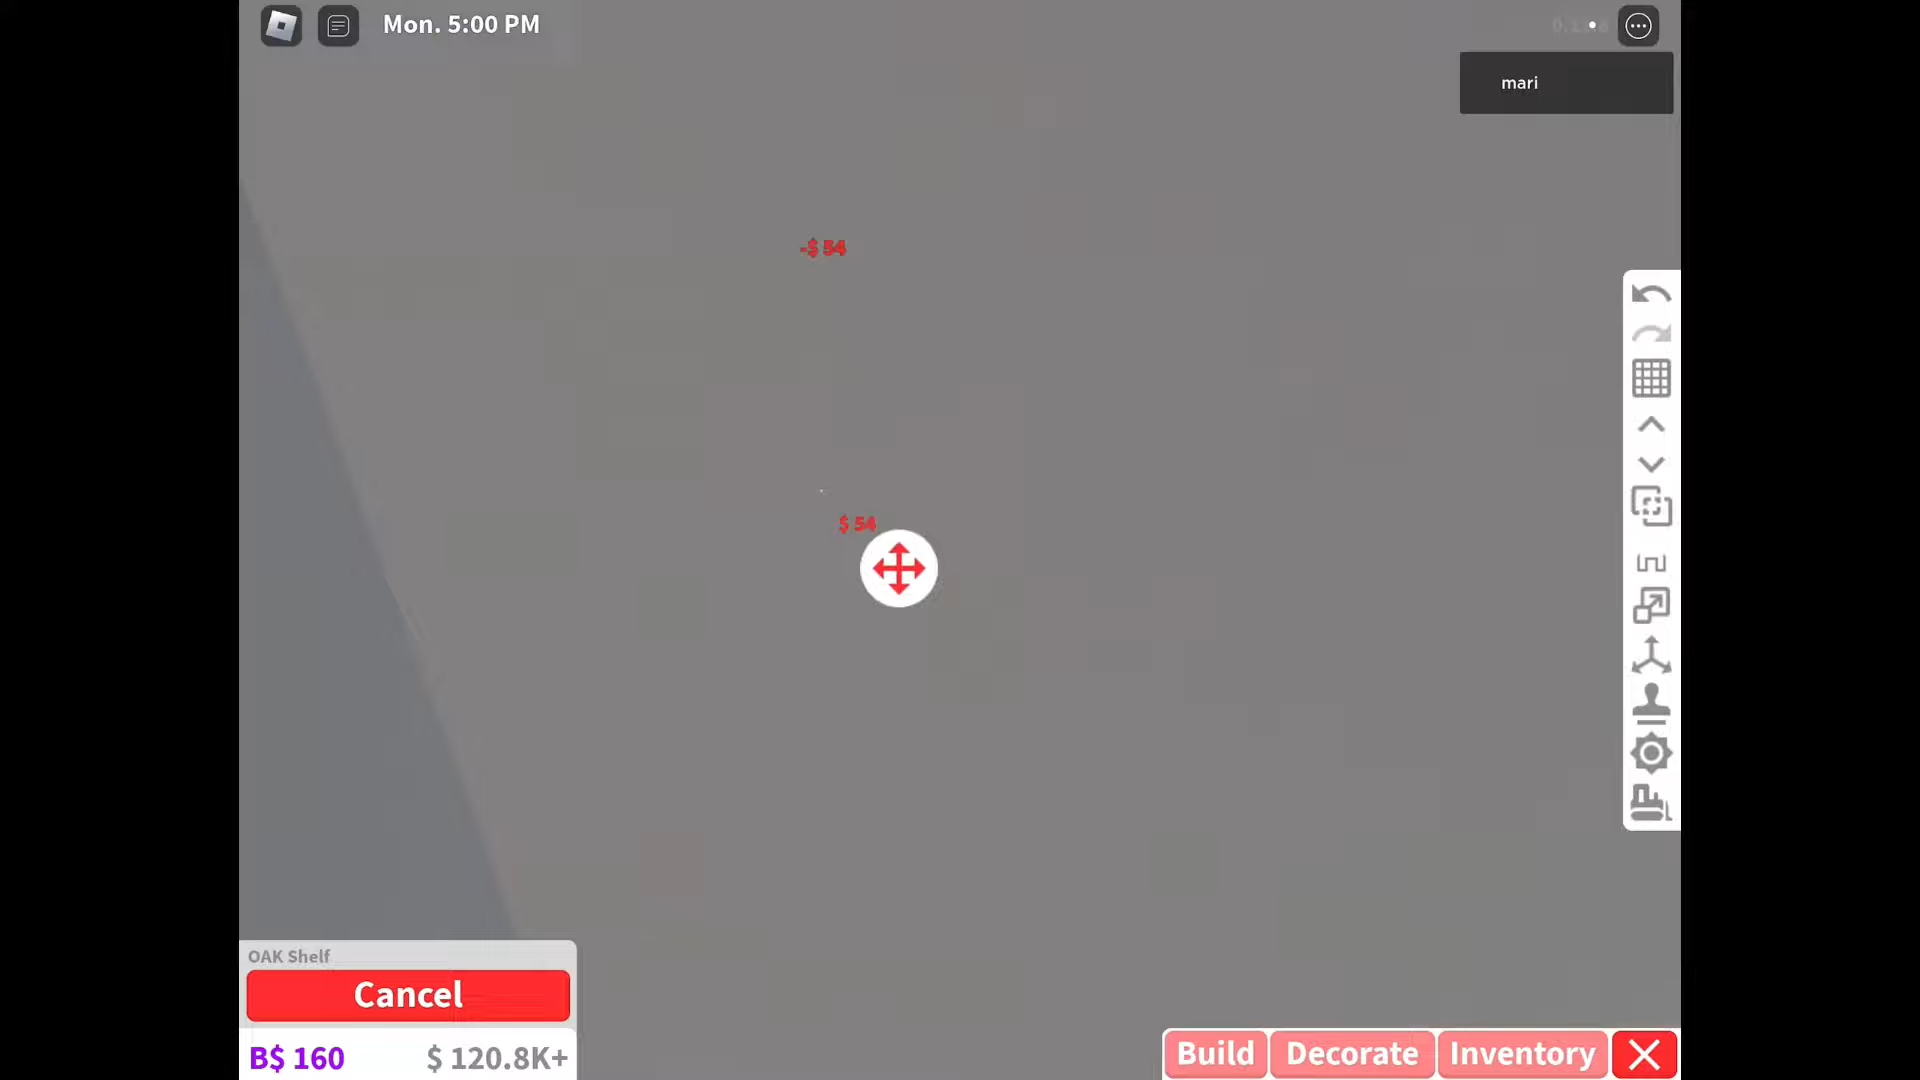 Mon. 5:00 PM
mari
-$ 54
$ 54
OAK Shelf
Cancel
B$ 160
$ 120.8K+
Build
Decorate
Inventory